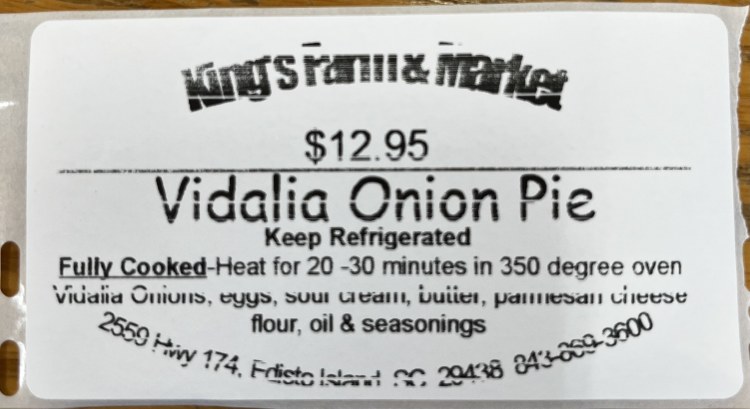 King's Farm & Market
$12.95
Vidalia Onion Pie
Keep Refrigerated
Fully Cooked-Heat for 20 -30 minutes in 350 degree oven
Vidalia Onions, eggs, sour cream, butter, parmesan cheese
flour, oil & seasonings
2559 Hwy 174, Edisto Island SC 29438 843-869-3600